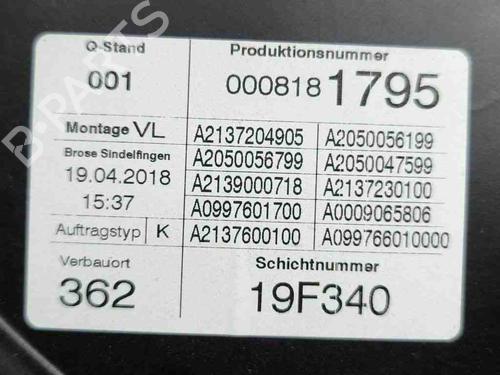 Q-Stand
001
Produktionsnummer
0008181795
Montage VL
Brose Sindelfingen
19.04.2018
15:37
Auftragstyp K
A2137204905 A2050056199
A2050056799 A2050047599
A2139000718 A2137230100
A0997601700 A0009065806
A2137600100 A099766010000
Verbauort
362
Schichtnummer
19F340
B-PARTS